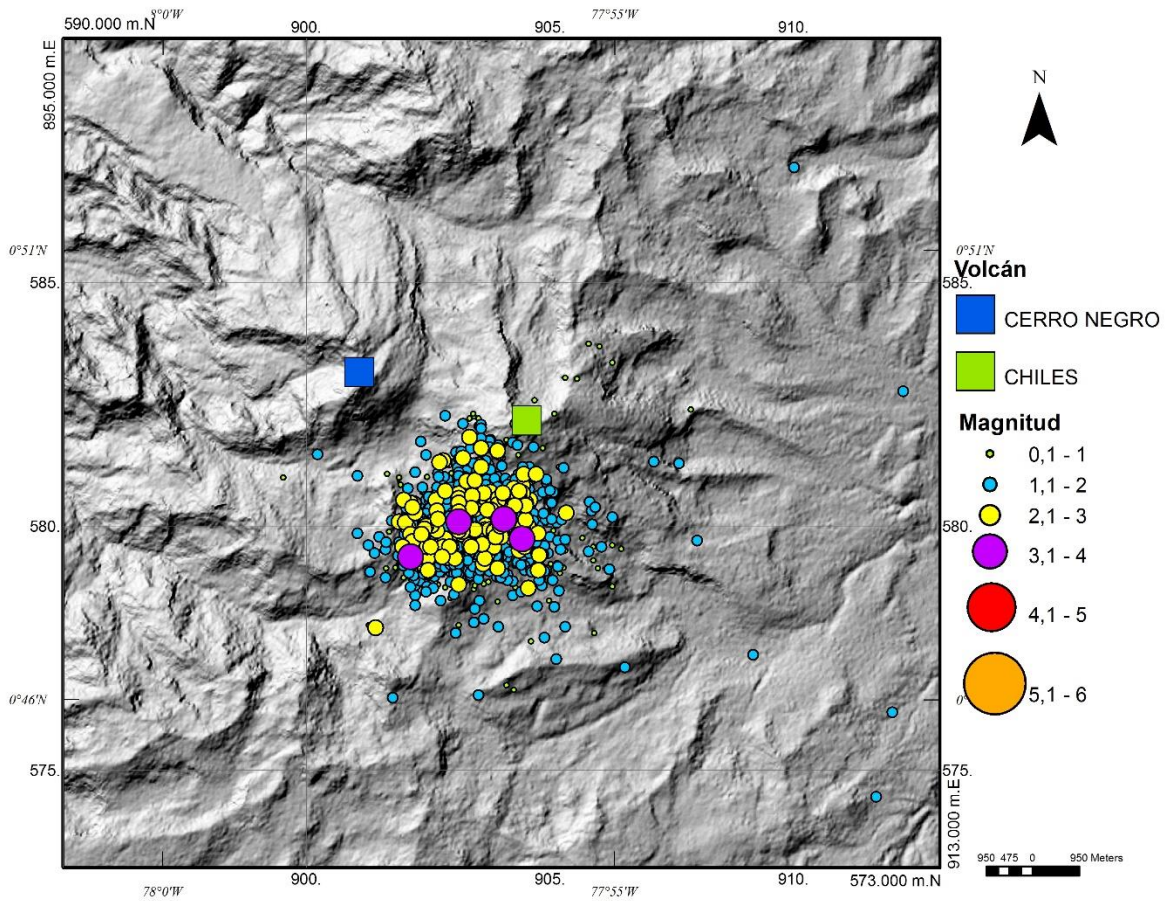 8°0'W 77°55'W
590.000 m.N 900. 905. 910.
895.000 m.E
N
0°51'N 0°51'N
585. 585.
Volcán
CERRO NEGRO
CHILES
Magnitud
0,1 - 1
1,1 - 2
2,1 - 3
580. 580.
3,1 - 4
4,1 - 5
5,1 - 6
0°46'N 0°
575. 575.
913.000 m.E
950 475 0 950 Meters
900. 905. 910. 573.000 m.N
78°0'W 77°55'W